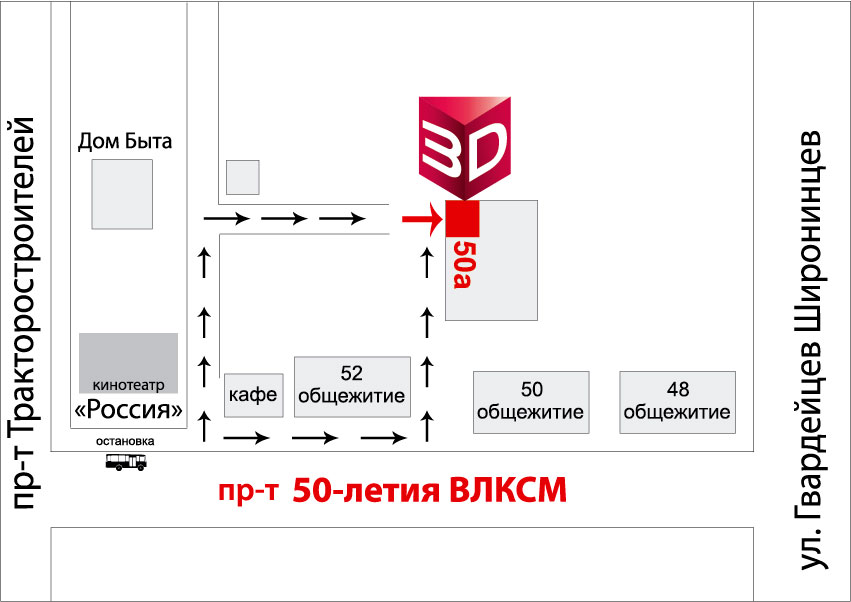 пр-т Тракторостроителей
Дом Быта
3D
50а
кинотеатр
«Россия»
остановка
кафе
52
общежитие
50
общежитие
48
общежитие
пр-т 50-летия ВЛКСМ
ул. Гвардейцев Широнинцев